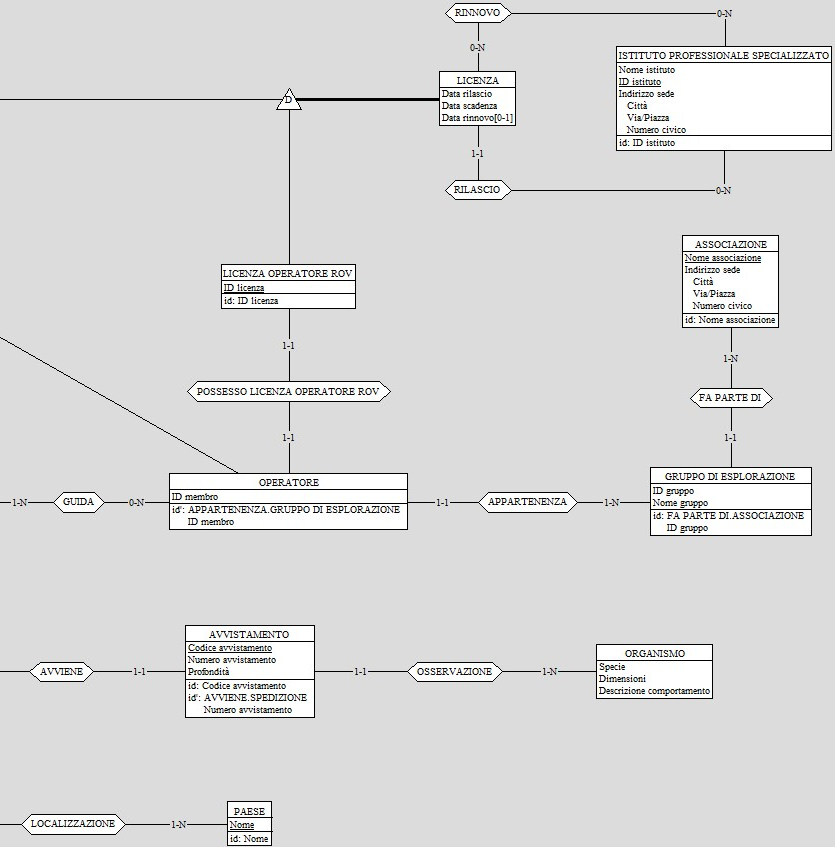 RINNOVO
0-N
0-N
ISTITUTO PROFESSIONALE SPECIALIZZATO
Nome istituto
ID istituto
Indirizzo sede
Città
Via/Piazza
Numero civico
id: ID istituto
LICENZA
Data rilascio
Data scadenza
Data rinnovo[0-1]
D
1-1
RILASCIO
0-N
ASSOCIAZIONE
Nome associazione
Indirizzo sede
Città
Via/Piazza
Numero civico
id: Nome associazione
LICENZA OPERATORE ROV
ID licenza
id: ID licenza
1-1
1-N
POSSESSO LICENZA OPERATORE ROV
FA PARTE DI
1-1
1-1
OPERATORE
ID membro
id': APPARTENENZA.GRUPPO DI ESPLORAZIONE
ID membro
1-N
GUIDA
0-N
1-1
APPARTENENZA
1-N
GRUPPO DI ESPLORAZIONE
ID gruppo
Nome gruppo
id: FA PARTE DI.ASSOCIAZIONE
ID gruppo
AVVISTAMENTO
Codice avvistamento
Numero avvistamento
Profondità
id: Codice avvistamento
id': AVVIENE.SPEDIZIONE
Numero avvistamento
AVVIENE
1-1
1-1
OSSERVAZIONE
1-N
ORGANISMO
Specie
Dimensioni
Descrizione comportamento
LOCALIZZAZIONE
1-N
PAESE
Nome
id: Nome